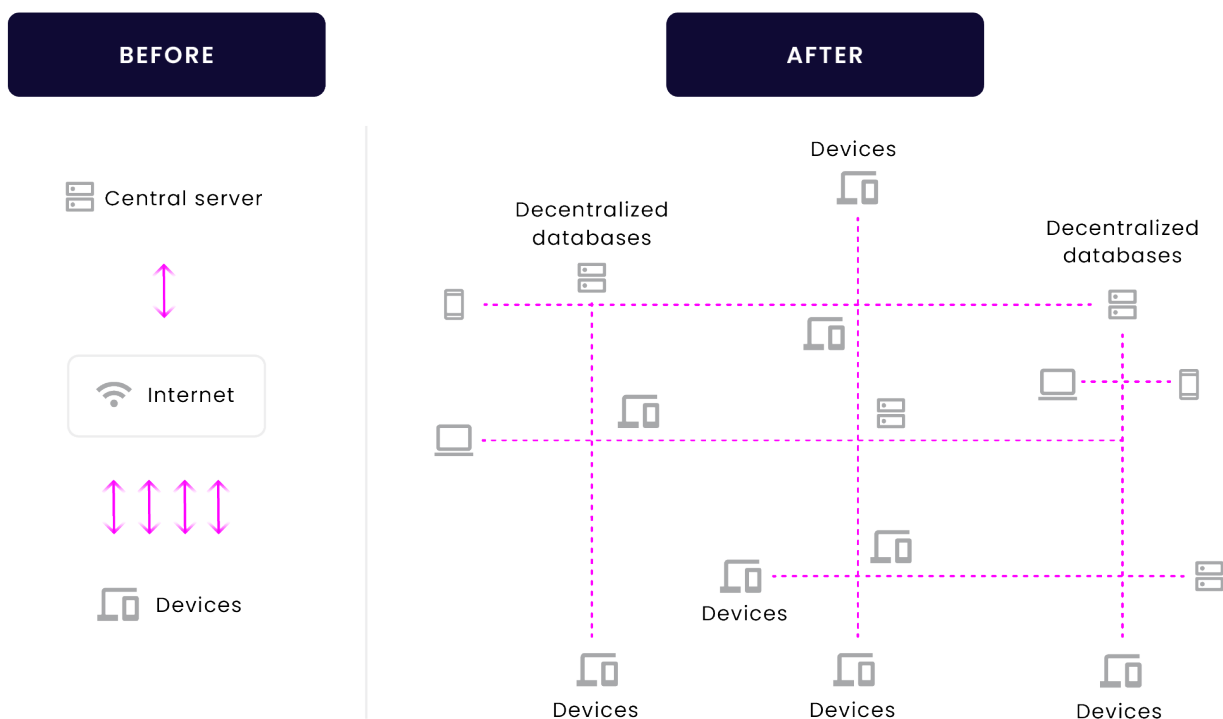 BEFORE
AFTER
Central server
Internet
Devices
Devices
Decentralized
databases
Decentralized
databases
Devices
Devices
Devices
Devices